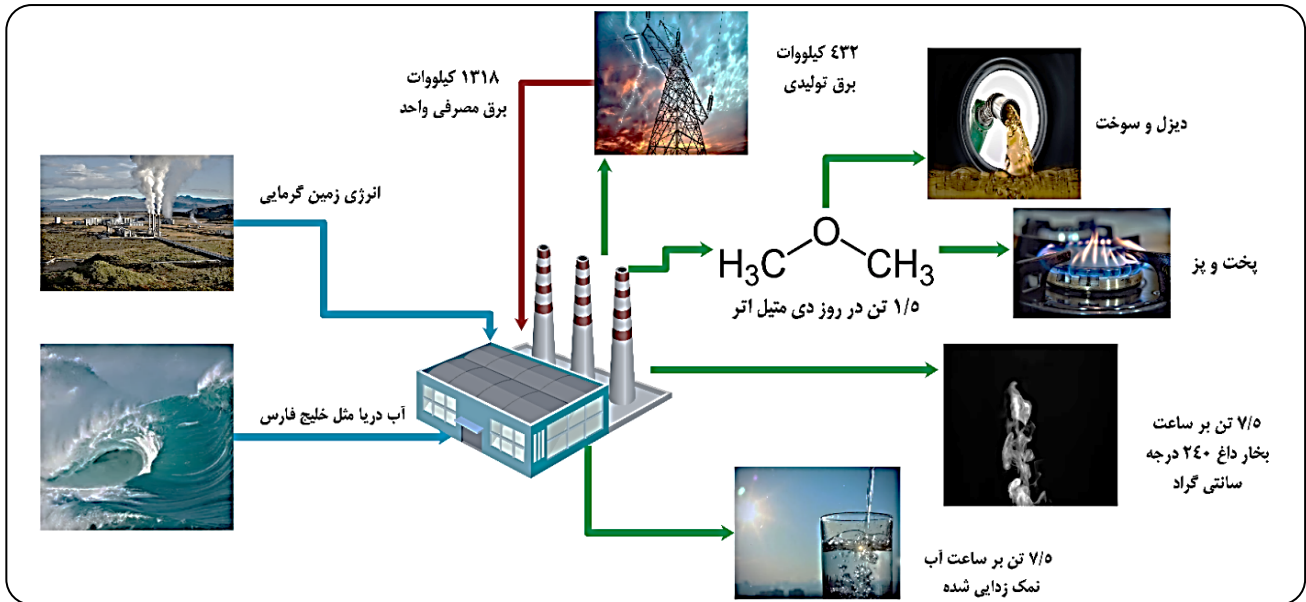 ۴۳۲ کیلووات
برق تولیدی
۱۳۱۸ کیلووات
برق مصرفی واحد
دیزل و سوخت
انرژی زمین گرمایی
پخت و پز
H₃C O CH₃
۱/۵ تن در روز دی متیل اتر
آب دریا مثل خلیج فارس
۷/۵ تن بر ساعت
بخار داغ ۲۴۰ درجه
سانتی گراد
۷/۵ تن بر ساعت آب
نمک زدایی شده